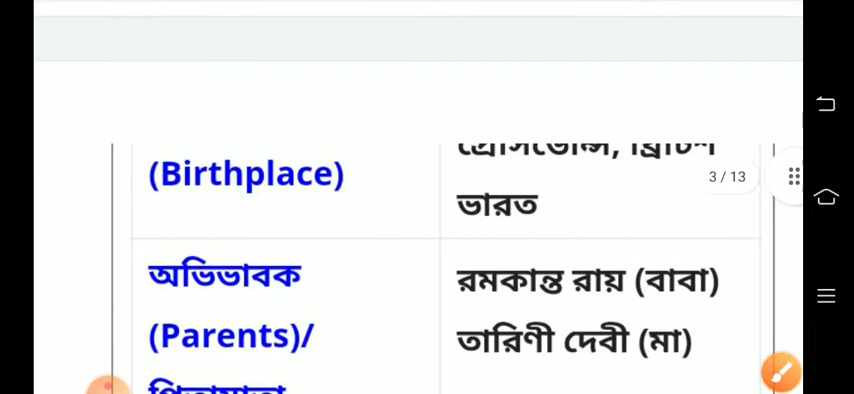 (Birthplace)
প্রেসিডেন্সি, ব্রিটিশ
ভারত
3 / 13
অভিভাবক
(Parents)/
পিতামাতা
রমকান্ত রায় (বাবা)
তারিণী দেবী (মা)